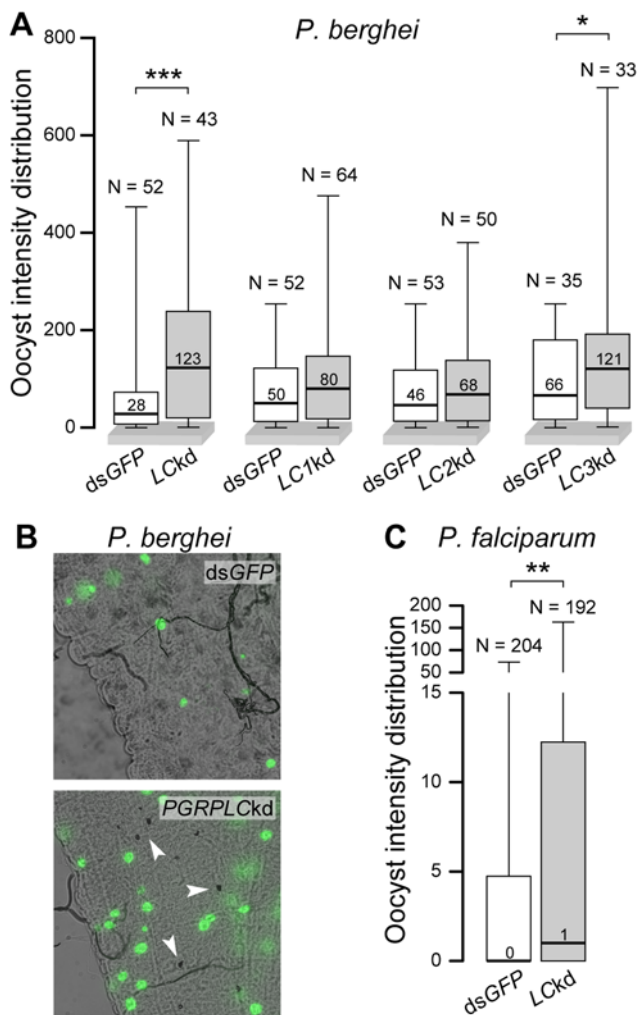 A
P. berghei
Oocyst intensity distribution
800
600
400
200
0
***
*
N = 52
N = 43
N = 52
N = 64
N = 53
N = 50
N = 35
N = 33
28
123
50
80
46
68
66
121
dsGFP
LCkd
dsGFP
LC1kd
dsGFP
LC2kd
dsGFP
LC3kd
B
P. berghei
dsGFP
PGRPLCkd
C
P. falciparum
Oocyst intensity distribution
200
150
100
50
15
10
5
0
**
N = 204
N = 192
0
1
dsGFP
LCkd